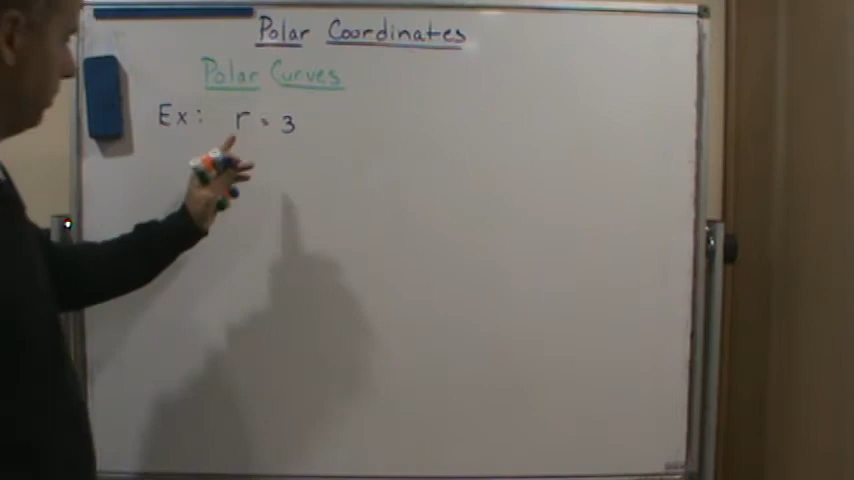 Polar Coordinates
Polar Curves
Ex: r = 3